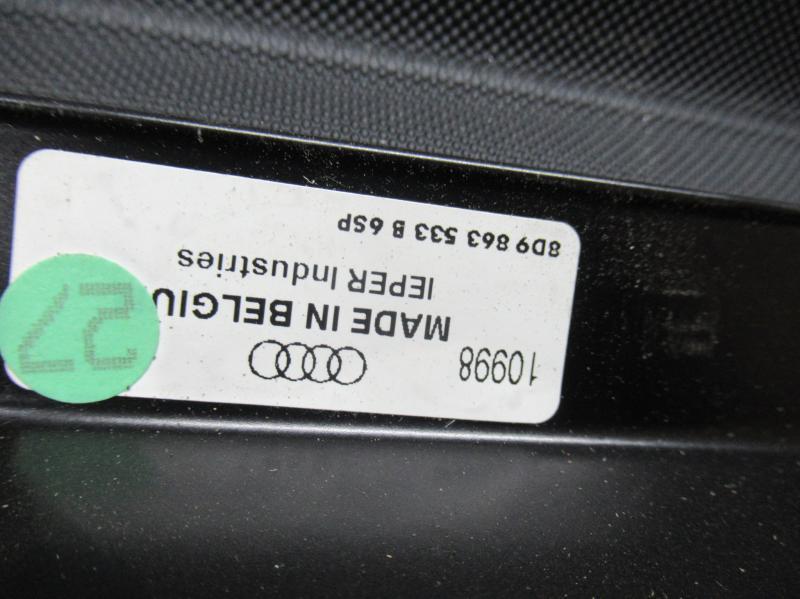 10998
MADE IN BELGIU
IEPER Industries
8D9 863 533 B 6SP
27